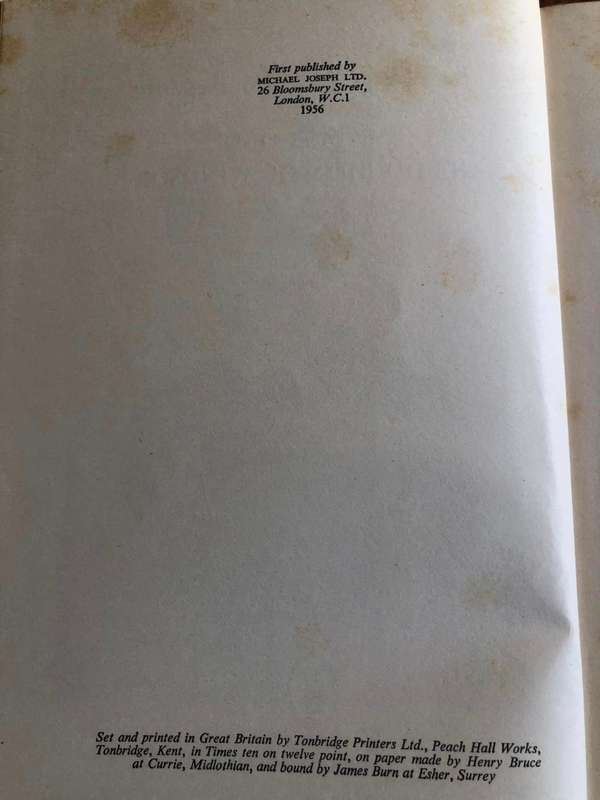 First published by
MICHAEL JOSEPH LTD.
26 Bloomsbury Street,
London, W.C.1
1956
Set and printed in Great Britain by Tonbridge Printers Ltd., Peach Hall Works,
Tonbridge, Kent, in Times ten on twelve point, on paper made by Henry Bruce
at Currie, Midlothian, and bound by James Burn at Esher, Surrey